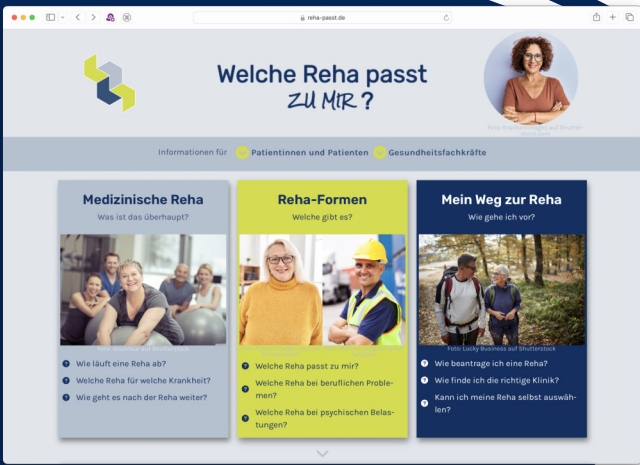 reha-passt.de
Welche Reha passt
ZU MIR?
Informationen für Patientinnen und Patienten Gesundheitsfachkräfte
Medizinische Reha
Was ist das überhaupt?
Wie läuft eine Reha ab?
Welche Reha für welche Krankheit?
Wie geht es nach der Reha weiter?
Reha-Formen
Welche gibt es?
Welche Reha passt zu mir?
Welche Reha bei beruflichen Proble-
men?
Welche Reha bei psychischen Belas-
tungen?
Mein Weg zur Reha
Wie gehe ich vor?
Foto: Lucky Business auf Shutterstock
Wie beantrage ich eine Reha?
Wie finde ich die richtige Klinik?
Kann ich meine Reha selbst auswäh-
len?